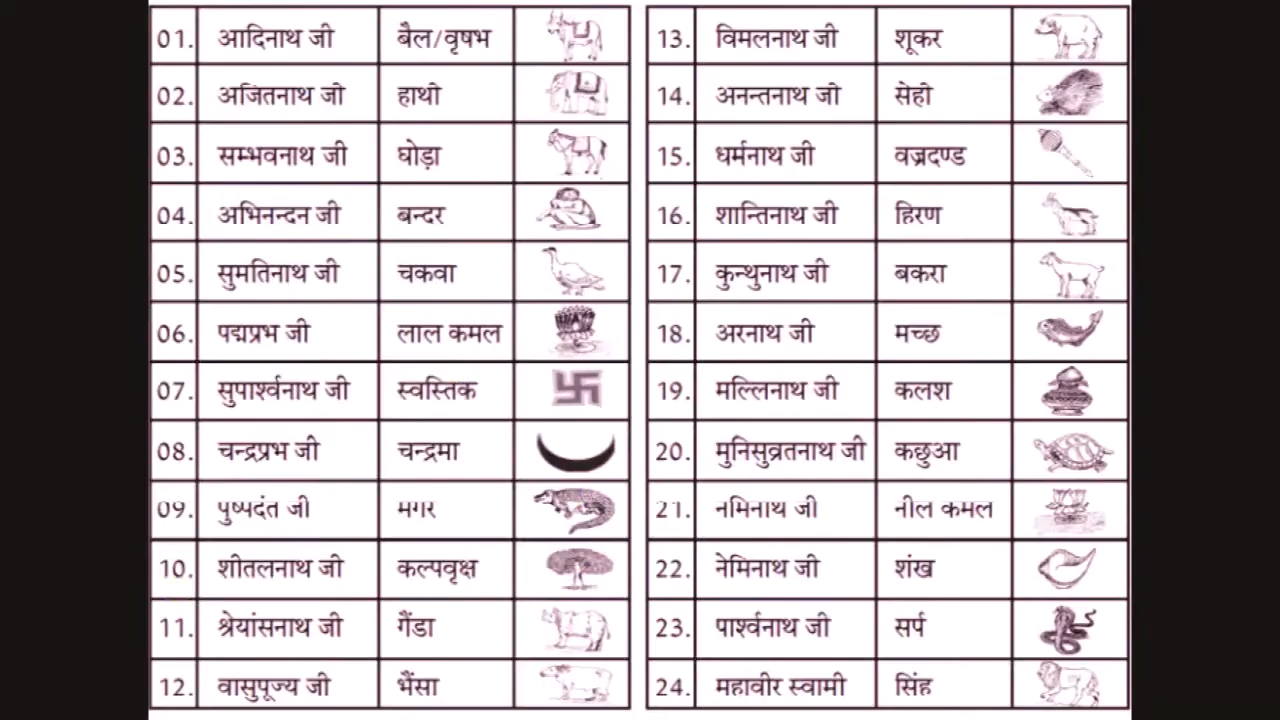 01. आदिनाथ जी बैल/वृषभ
02. अजितनाथ जी हाथी
03. सम्भवनाथ जी घोड़ा
04. अभिनन्दन जी बन्दर
05. सुमतिनाथ जी चकवा
06. पद्मप्रभ जी लाल कमल
07. सुपार्श्वनाथ जी स्वस्तिक
08. चन्द्रप्रभ जी चन्द्रमा
09. पुष्पदंत जी मगर
10. शीतलनाथ जी कल्पवृक्ष
11. श्रेयांसनाथ जी गैंडा
12. वासुपूज्य जी भैंसा
13. विमलनाथ जी शूकर
14. अनन्तनाथ जी सेही
15. धर्मनाथ जी वज्रदण्ड
16. शान्तिनाथ जी हिरण
17. कुन्थुनाथ जी बकरा
18. अरनाथ जी मच्छ
19. मल्लिनाथ जी कलश
20. मुनिसुव्रतनाथ जी कछुआ
21. नमिनाथ जी नील कमल
22. नेमिनाथ जी शंख
23. पार्श्वनाथ जी सर्प
24. महावीर स्वामी सिंह